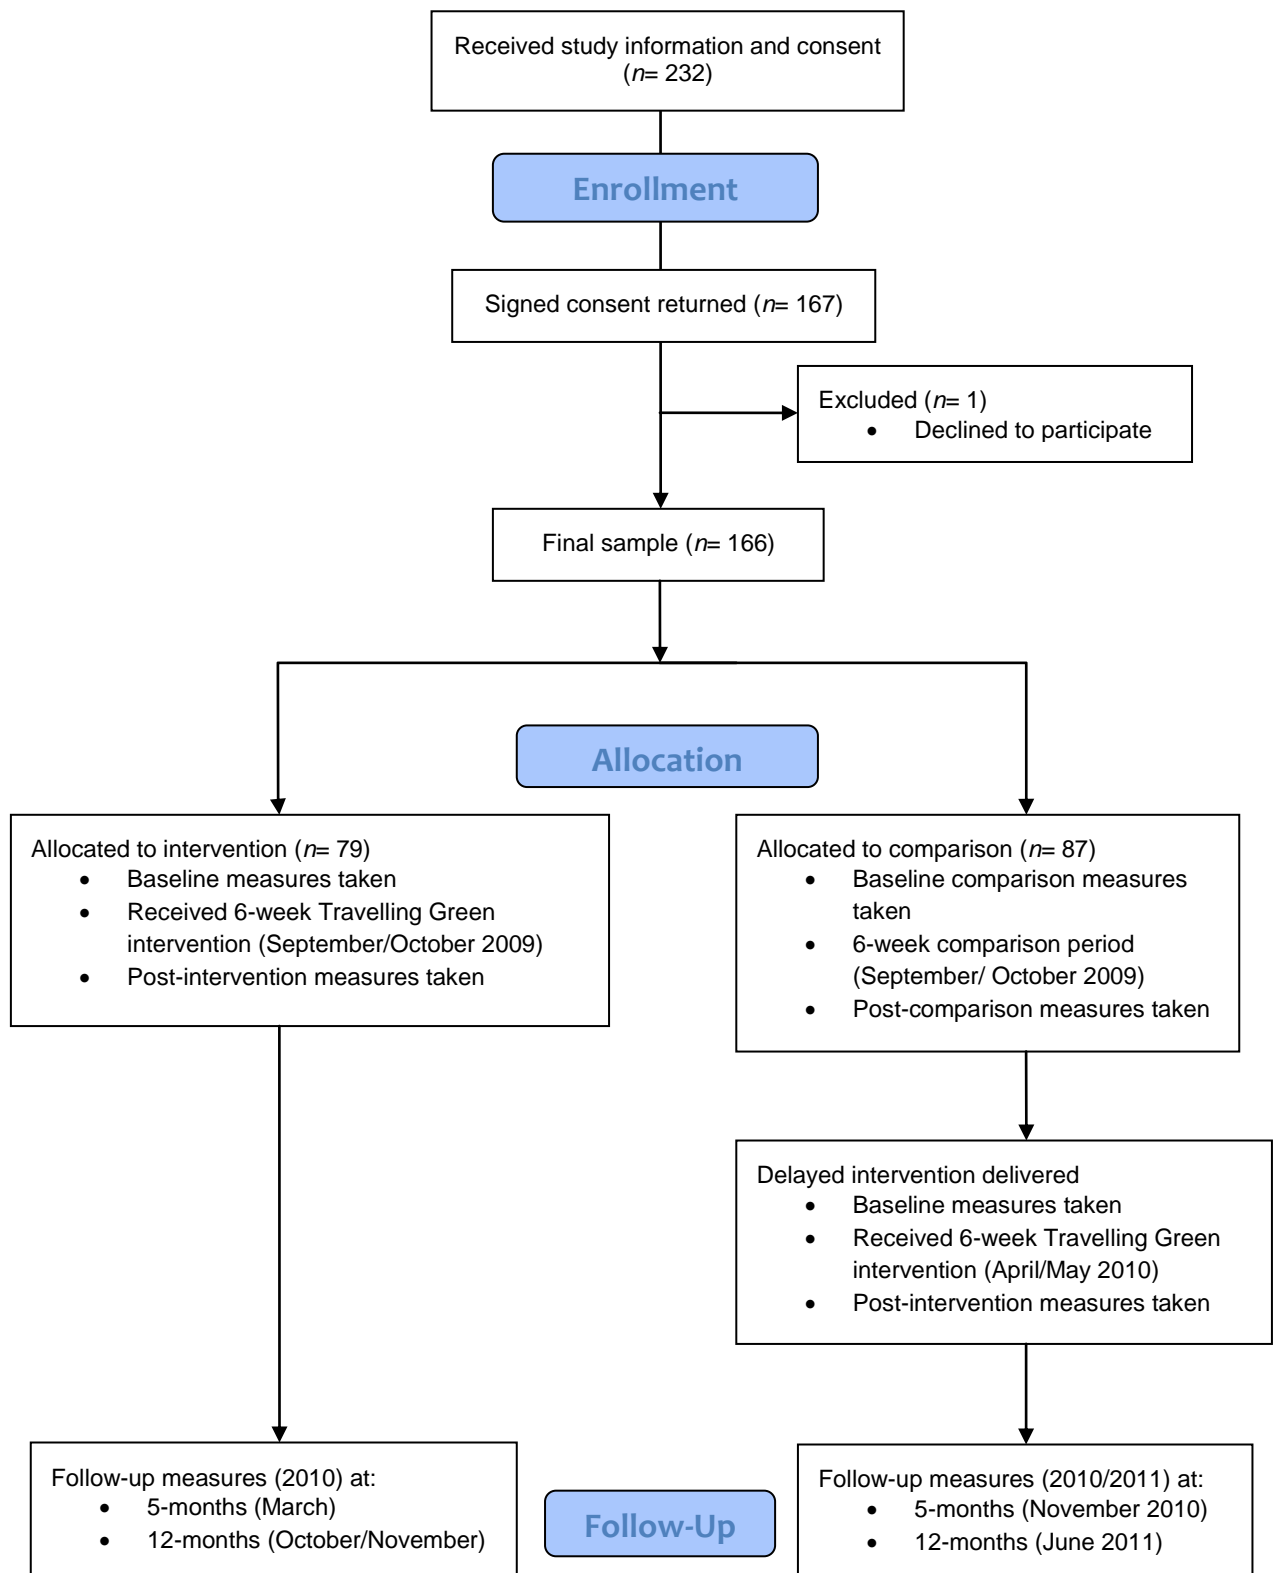 Received study information and consent
(n= 232)
Enrollment
Signed consent returned (n= 167)
Excluded (n= 1)
• Declined to participate
Final sample (n= 166)
Allocation
Allocated to intervention (n= 79)
• Baseline measures taken
• Received 6-week Travelling Green
intervention (September/October 2009)
• Post-intervention measures taken
Allocated to comparison (n= 87)
• Baseline comparison measures
taken
• 6-week comparison period
(September/ October 2009)
• Post-comparison measures taken
Delayed intervention delivered
• Baseline measures taken
• Received 6-week Travelling Green
intervention (April/May 2010)
• Post-intervention measures taken
Follow-up measures (2010) at:
• 5-months (March)
• 12-months (October/November)
Follow-Up
Follow-up measures (2010/2011) at:
• 5-months (November 2010)
• 12-months (June 2011)